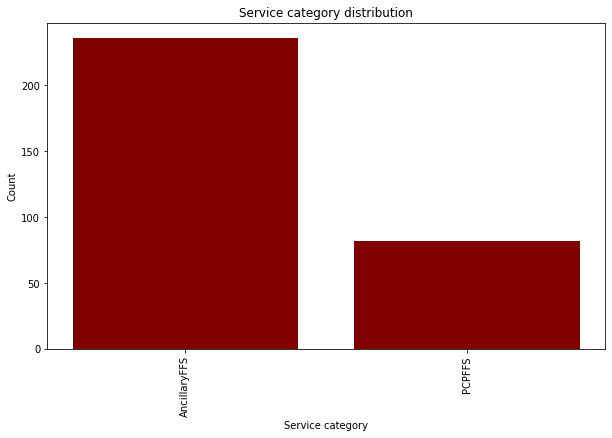 Service category distribution
Count
200
150
100
50
0
AncillaryFFS
PCPFFS
Service category